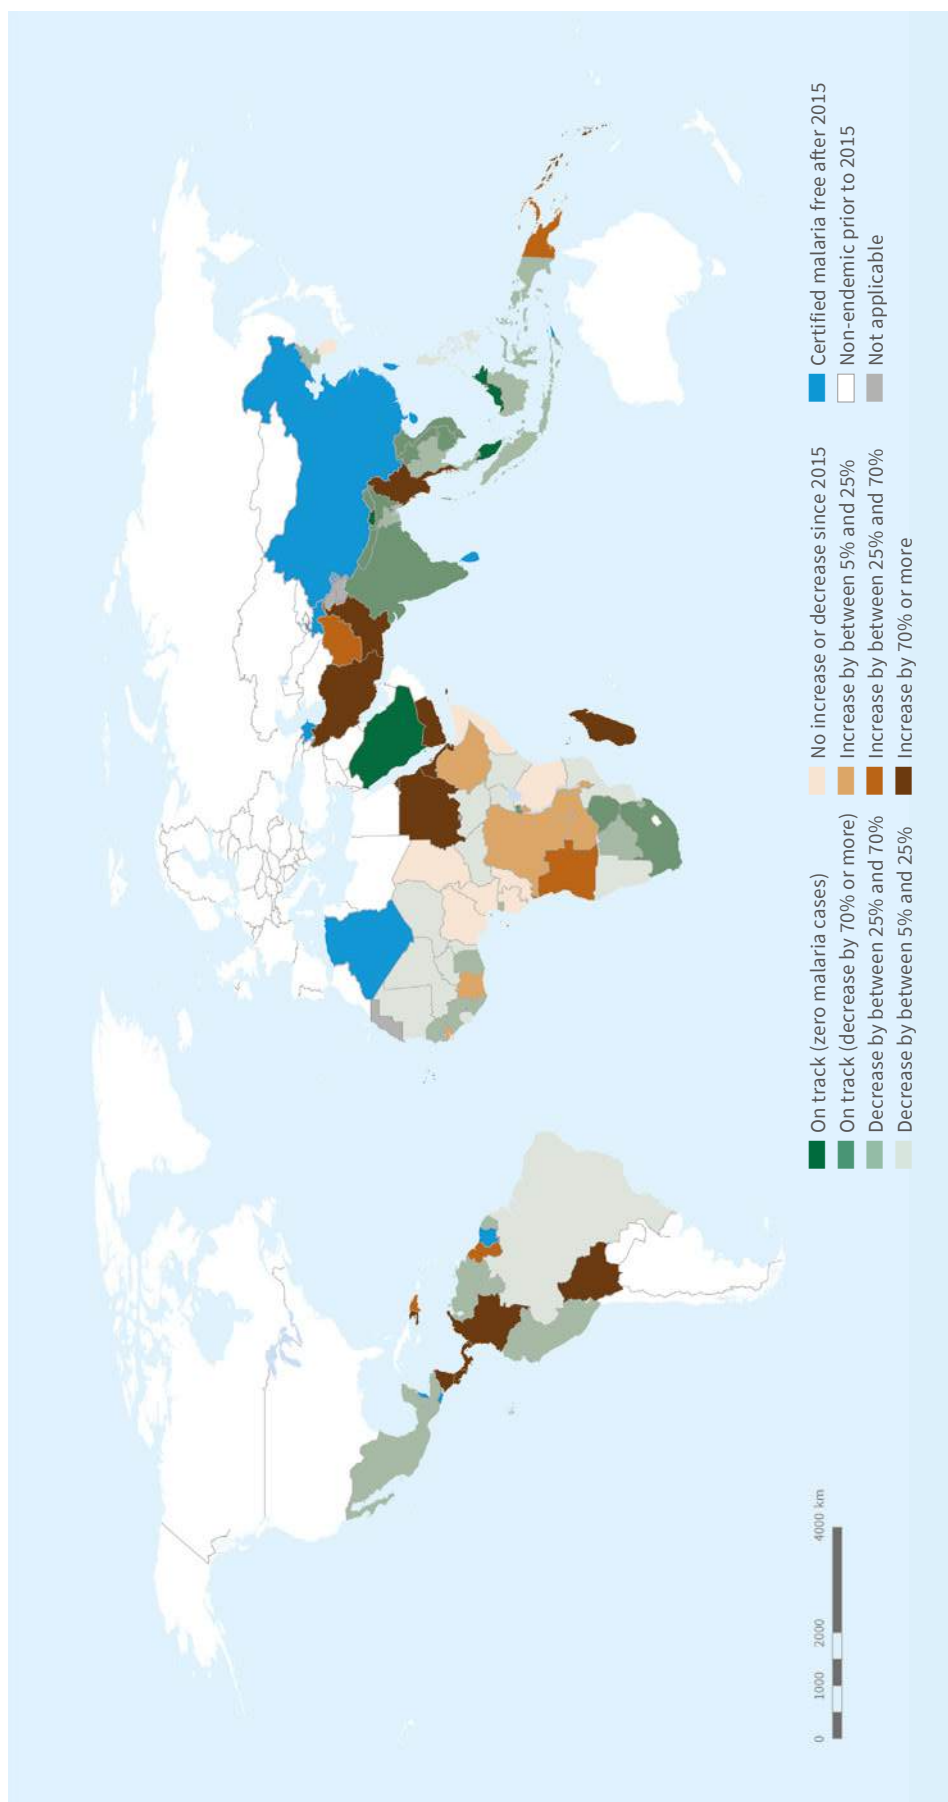 On track (zero malaria cases)
On track (decrease by 70% or more)
Decrease by between 25% and 70%
Decrease by between 5% and 25%
No increase or decrease since 2015
Increase by between 5% and 25%
Increase by between 25% and 70%
Increase by 70% or more
Certified malaria free after 2015
Non-endemic prior to 2015
Not applicable
0 1000 2000 4000 km